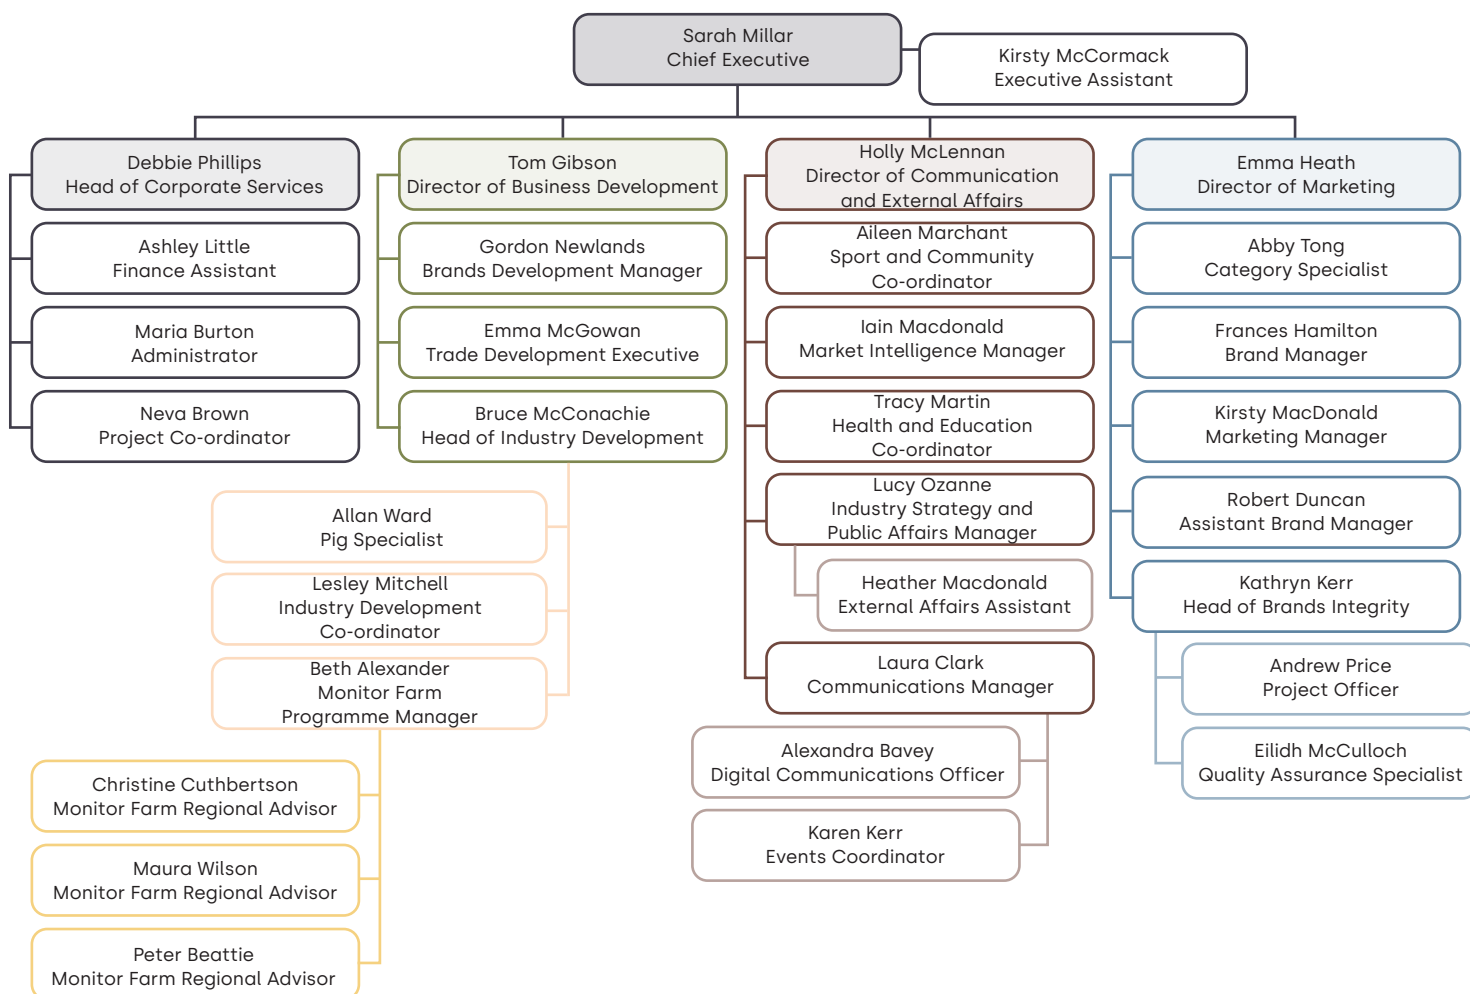 Sarah Millar
Chief Executive
Kirsty McCormack
Executive Assistant
Debbie Phillips
Head of Corporate Services
Ashley Little
Finance Assistant
Maria Burton
Administrator
Neva Brown
Project Co-ordinator
Tom Gibson
Director of Business Development
Gordon Newlands
Brands Development Manager
Emma McGowan
Trade Development Executive
Bruce McConachie
Head of Industry Development
Allan Ward
Pig Specialist
Lesley Mitchell
Industry Development
Co-ordinator
Beth Alexander
Monitor Farm
Programme Manager
Christine Cuthbertson
Monitor Farm Regional Advisor
Maura Wilson
Monitor Farm Regional Advisor
Peter Beattie
Monitor Farm Regional Advisor
Holly McLennan
Director of Communication
and External Affairs
Aileen Marchant
Sport and Community
Co-ordinator
Iain Macdonald
Market Intelligence Manager
Tracy Martin
Health and Education
Co-ordinator
Lucy Ozanne
Industry Strategy and
Public Affairs Manager
Heather Macdonald
External Affairs Assistant
Laura Clark
Communications Manager
Alexandra Bavey
Digital Communications Officer
Karen Kerr
Events Coordinator
Emma Heath
Director of Marketing
Abby Tong
Category Specialist
Frances Hamilton
Brand Manager
Kirsty MacDonald
Marketing Manager
Robert Duncan
Assistant Brand Manager
Kathryn Kerr
Head of Brands Integrity
Andrew Price
Project Officer
Eilidh McCulloch
Quality Assurance Specialist